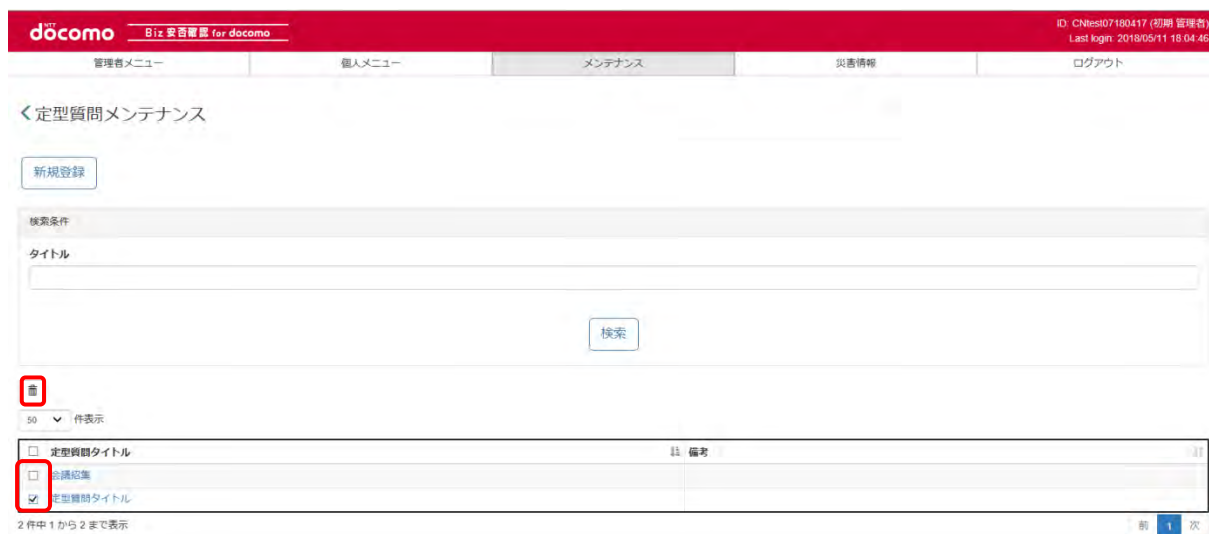 NTT
döcomo Biz 安否確認 for docomo
ID: CNtest07180417 (初期 管理者)
Last login: 2018/05/11 18:04:46
管理者メニュー 個人メニュー メンテナンス 災害情報 ログアウト
定型質問メンテナンス
新規登録
検索条件
タイトル
検索
50 件表示
定型質問タイトル 備考
会議招集
定型質問タイトル
2 件中 1 から 2 まで表示
前 1 次